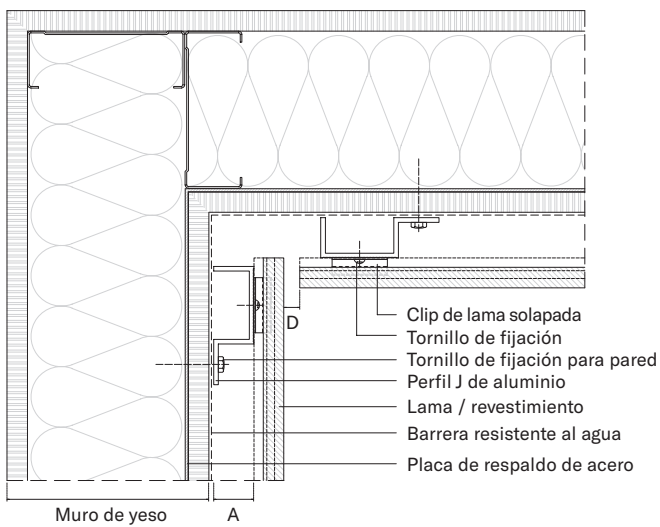 D
Clip de lama solapada
Tornillo de fijación
Tornillo de fijación para pared
Perfil J de aluminio
Lama / revestimiento
Barrera resistente al agua
Placa de respaldo de acero
Muro de yeso
A